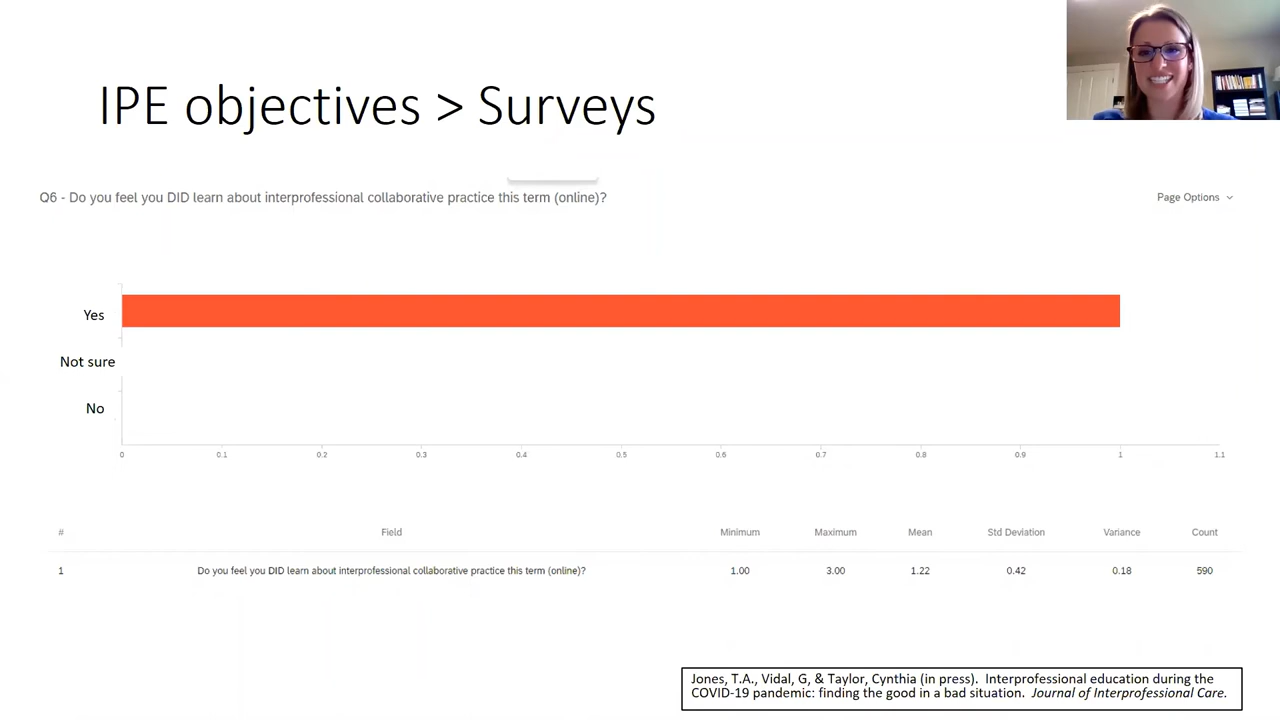 IPE objectives > Surveys
Q6 - Do you feel you DID learn about interprofessional collaborative practice this term (online)?
Page Options
Yes
Not sure
No
0 0.1 0.2 0.3 0.4 0.5 0.6 0.7 0.8 0.9 1 1.1
# Field Minimum Maximum Mean Std Deviation Variance Count
1 Do you feel you DID learn about interprofessional collaborative practice this term (online)? 1.00 3.00 1.22 0.42 0.18 590
Jones, T.A., Vidal, G, & Taylor, Cynthia (in press). Interprofessional education during the
COVID-19 pandemic: finding the good in a bad situation. Journal of Interprofessional Care.